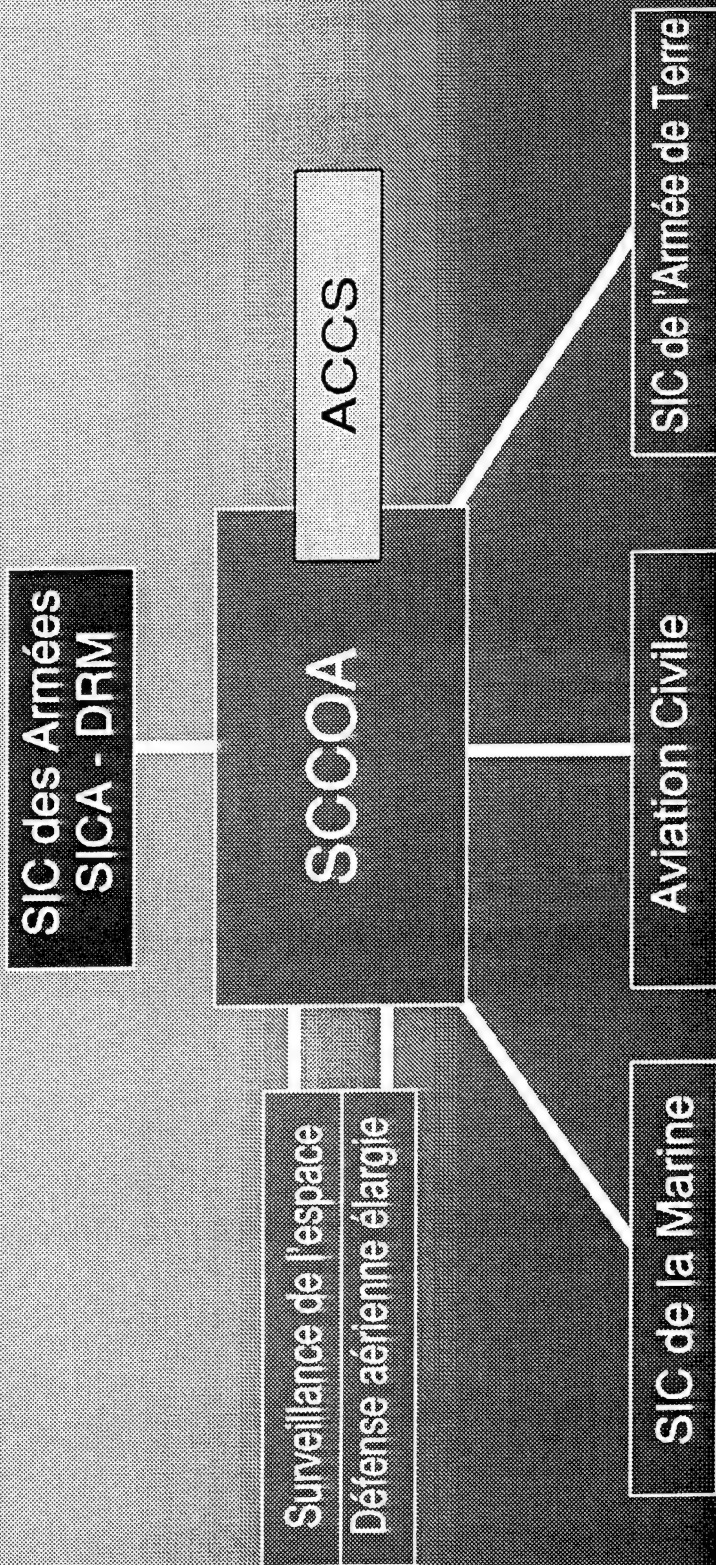 SIC des Armées
SICA - DRM
Surveillance de l'espace
Défense aérienne élargie
SCCOA
ACCS
SIC de la Marine
Aviation Civile
SIC de l'Armée de Terre